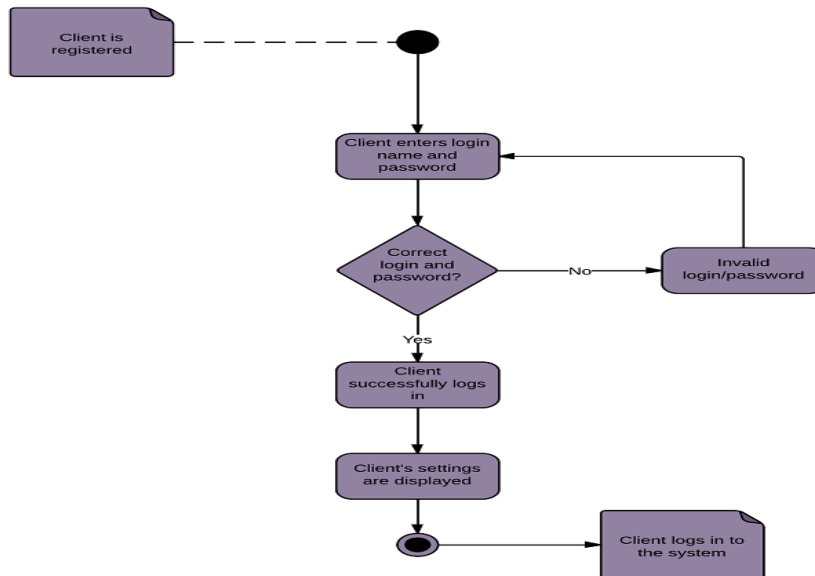 Client is
registered
Client enters login
name and
password
Correct
login and
password?
No
Invalid
login/password
Yes
Client
successfully logs
in
Client's settings
are displayed
Client logs in to
the system